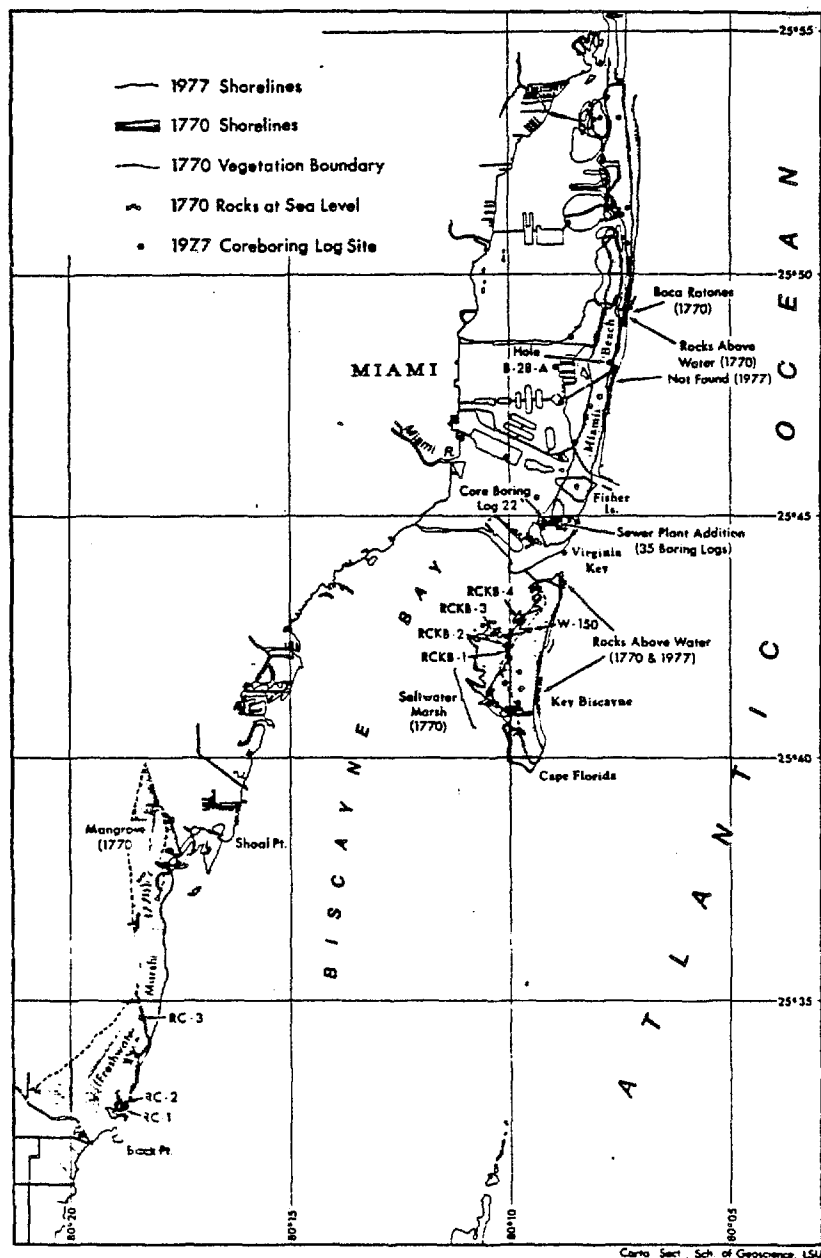 1977 Shorelines
1770 Shorelines
1770 Vegetation Boundary
1770 Rocks at Sea Level
1977 Coreboring Log Site
25°55
25°50
Boca Ratones
(1770)
Rocks Above
Water (1770)
Not Found (1977)
Hole
B-28-A
Beach
Miami
MIAMI
Miami R.
Core Boring
Log 22
Fisher
Is.
25°45
Sewer Plant Addition
(35 Boring Logs)
Virginia
Key
RCKB-4
RCKB-3
RCKB-2
RCKB-1
W-150
Rocks Above Water
(1770 & 1977)
Saltwater
Marsh
(1770)
Key Biscayne
25°40
Cape Florida
BISCAYNE BAY
ATLANTIC OCEAN
Mangrove
(1770
Shoal Pt.
Marsh
25°35
RC-3
Freshwater
RC-2
RC-1
80°20
80°15
80°10
80°05
Carto. Sect., Sch. of Geoscience, LSU